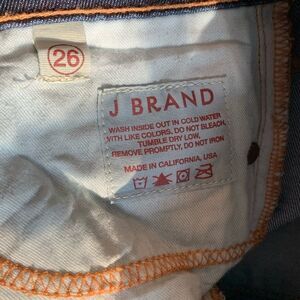 26
J BRAND
WASH INSIDE OUT IN COLD WATER
WITH LIKE COLORS. DO NOT BLEACH.
TUMBLE DRY LOW.
REMOVE PROMPTLY, DO NOT IRON
MADE IN CALIFORNIA, USA